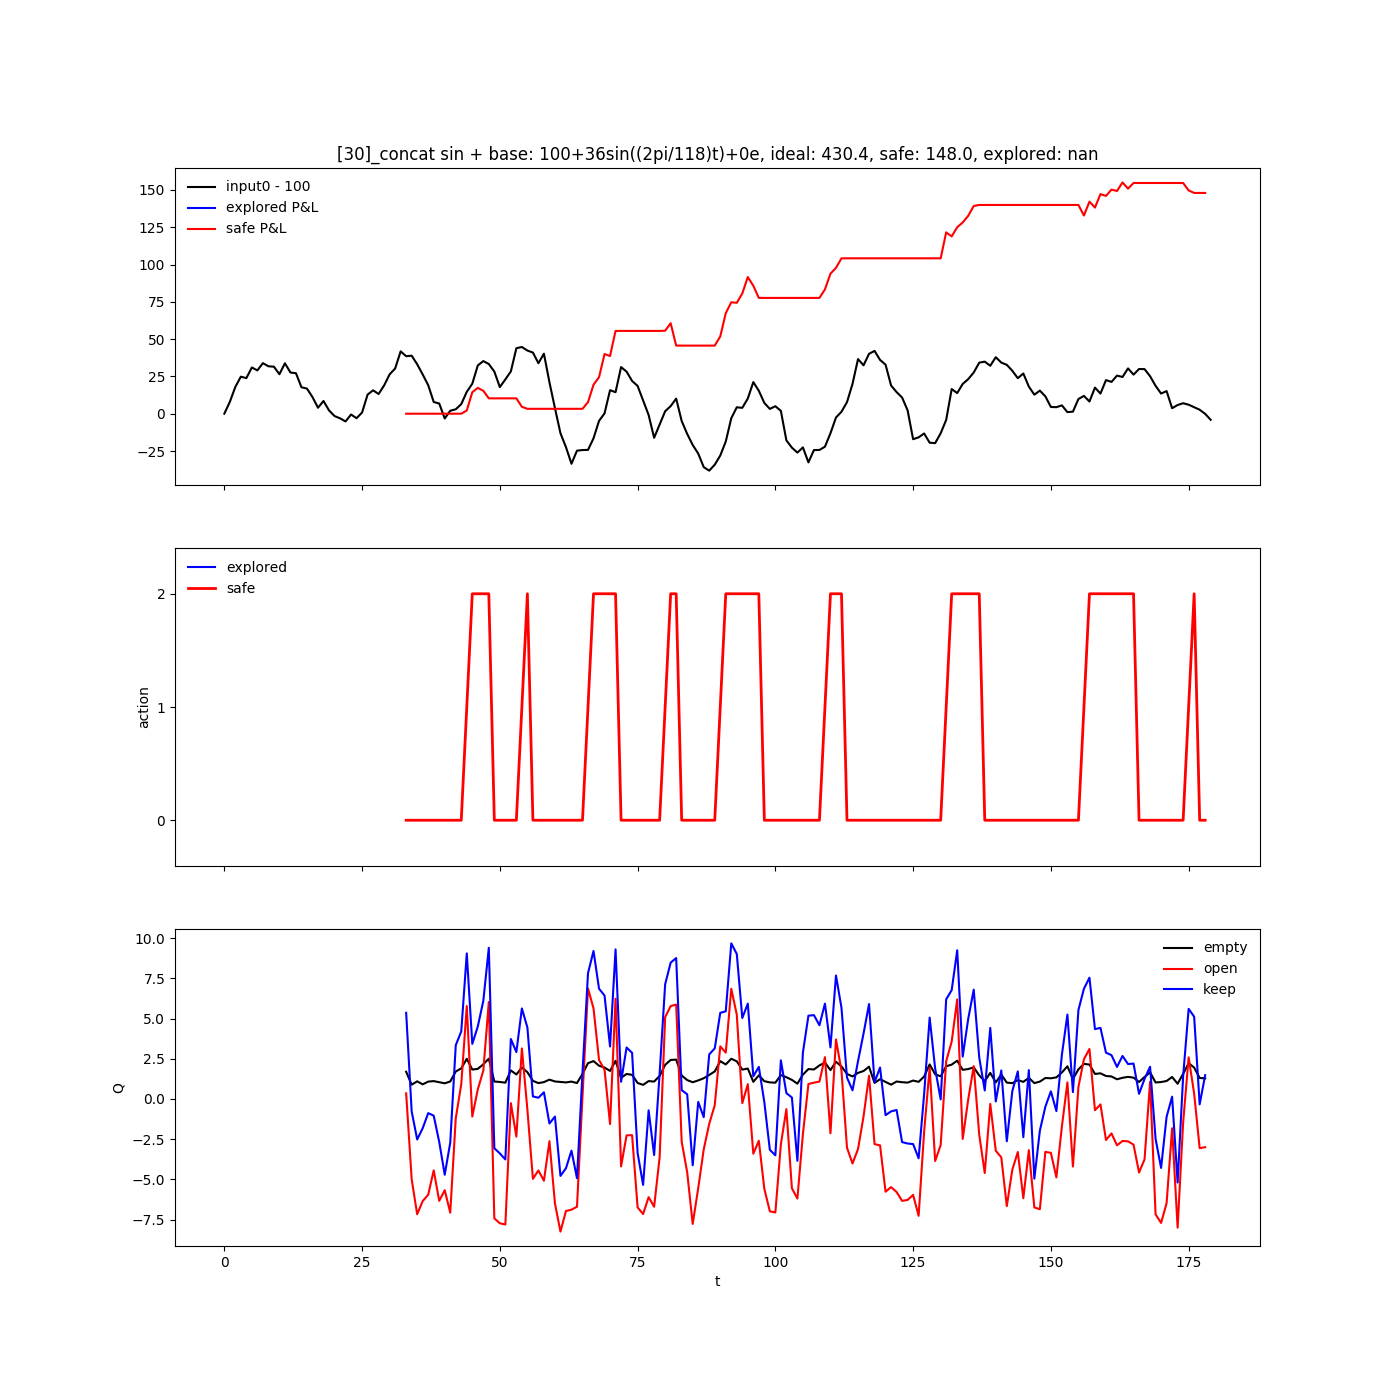 [30]_concat sin + base: 100+36sin((2pi/118)t)+0e, ideal: 430.4, safe: 148.0, explored: nan
input0 - 100
explored P&L
safe P&L
150
125
100
75
50
25
0
−25
explored
safe
2
1
0
action
empty
open
keep
10.0
7.5
5.0
2.5
0.0
−2.5
−5.0
−7.5
Q
0 25 50 75 100 125 150 175
t